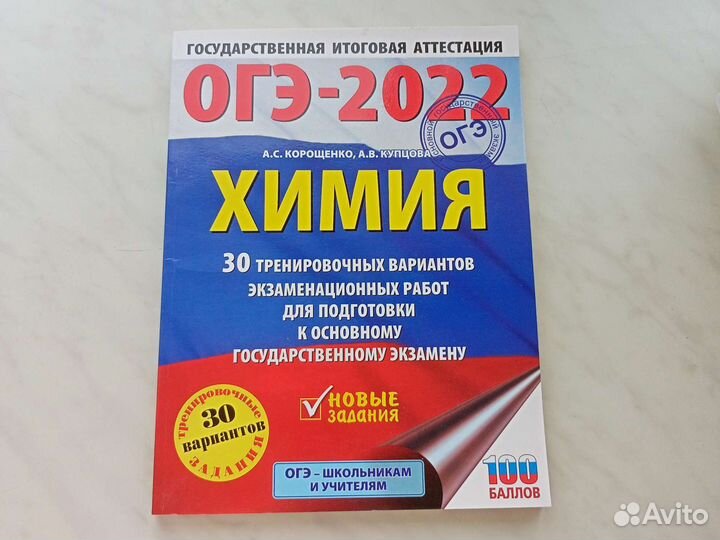 ГОСУДАРСТВЕННАЯ ИТОГОВАЯ АТТЕСТАЦИЯ
ОГЭ-2022
ОГЭ
А.С. КОРОЩЕНКО, А.В. КУПЦОВА
ХИМИЯ
30 ТРЕНИРОВОЧНЫХ ВАРИАНТОВ
ЭКЗАМЕНАЦИОННЫХ РАБОТ
ДЛЯ ПОДГОТОВКИ
К ОСНОВНОМУ
ГОСУДАРСТВЕННОМУ ЭКЗАМЕНУ
НОВЫЕ
ЗАДАНИЯ
тренировочные
30
вариантов
ЗАДАНИЯ
ОГЭ – ШКОЛЬНИКАМ
И УЧИТЕЛЯМ
100
БАЛЛОВ
Avito